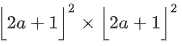 ⌊2a + 1⌋² × ⌊2a + 1⌋²